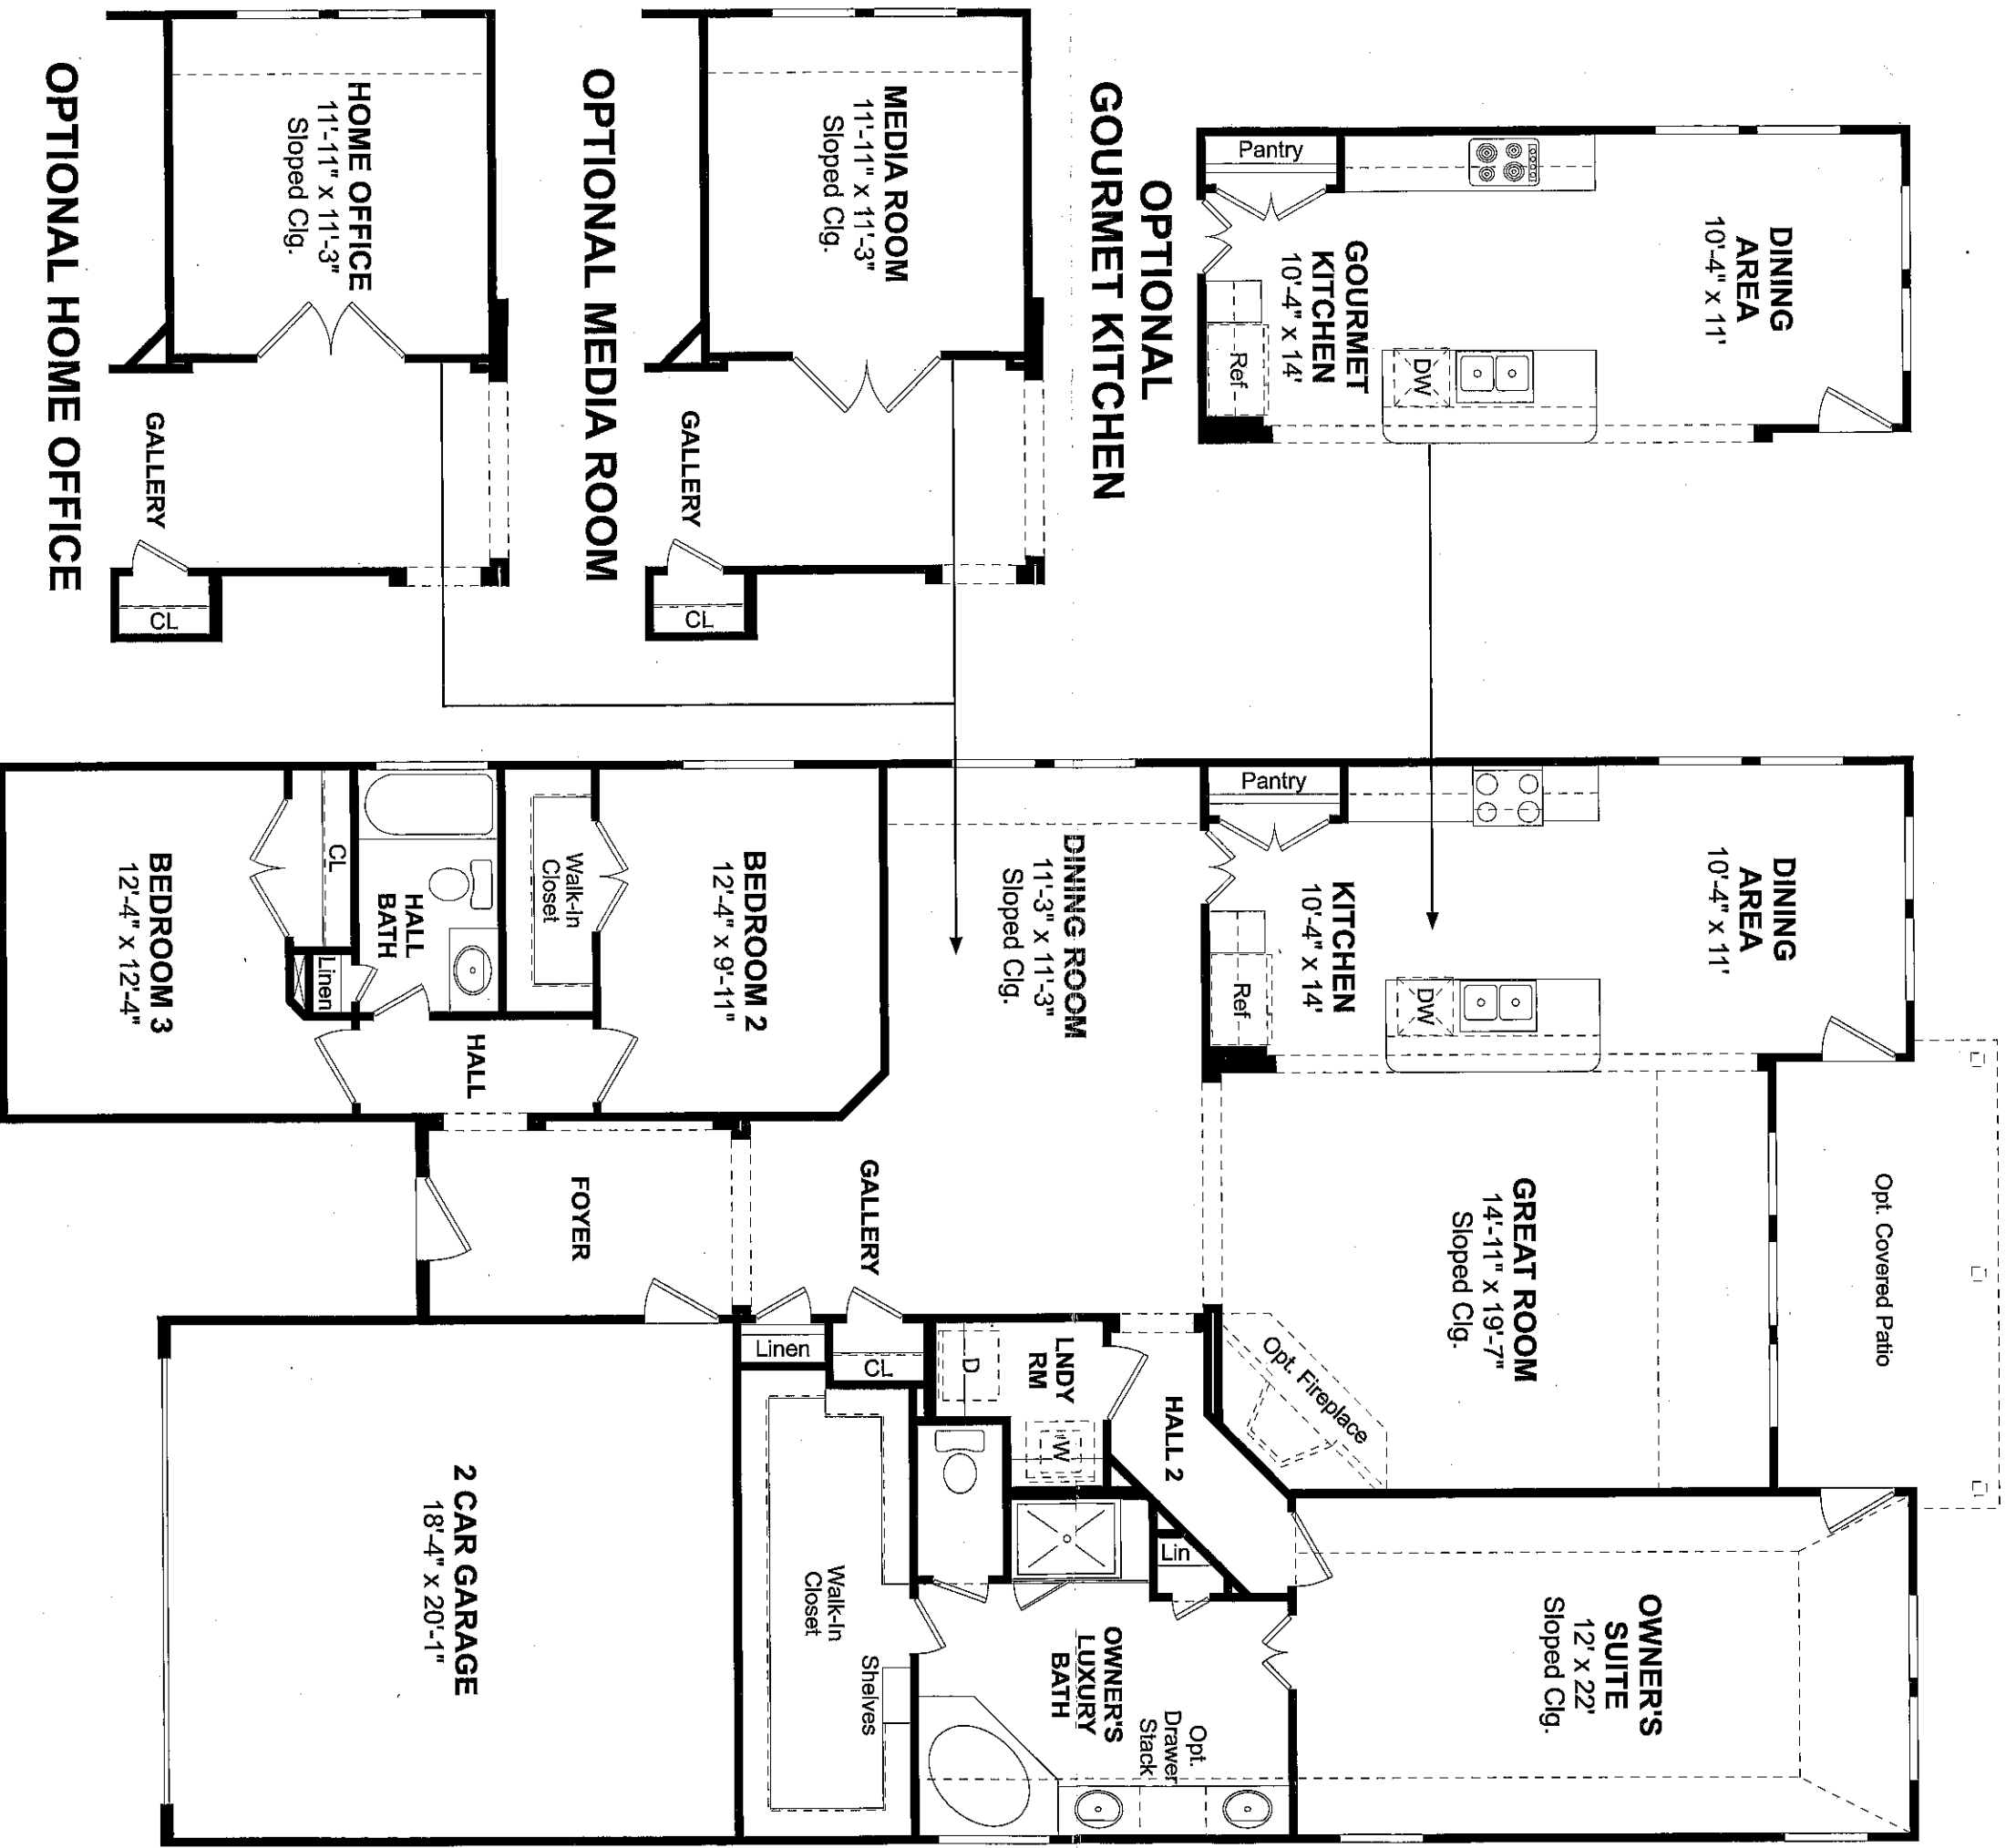 DINING
AREA
10'-4" x 11'
Pantry
GOURMET
KITCHEN
10'-4" x 14'
Ref
DW
OPTIONAL
GOURMET KITCHEN
MEDIA ROOM
11'-11" x 11'-3"
Sloped Clg.
GALLERY
CL
OPTIONAL MEDIA ROOM
HOME OFFICE
11'-11" x 11'-3"
Sloped Clg.
GALLERY
CL
OPTIONAL HOME OFFICE
Opt. Covered Patio
DINING
AREA
10'-4" x 11'
GREAT ROOM
14'-11" x 19'-7"
Sloped Clg.
OWNER'S
SUITE
12' x 22'
Sloped Clg.
Pantry
KITCHEN
10'-4" x 14'
Ref
DW
Opt. Fireplace
DINING ROOM
11'-3" x 11'-3"
Sloped Clg.
HALL 2
LNDY
RM
D
W
Lin
Opt.
Drawer
Stack
OWNER'S
LUXURY
BATH
GALLERY
CL
Linen
Shelves
Walk-In
Closet
BEDROOM 2
12'-4" x 9'-11"
Walk-In
Closet
FOYER
HALL
HALL
BATH
Linen
CL
BEDROOM 3
12'-4" x 12'-4"
2 CAR GARAGE
18'-4" x 20'-1"